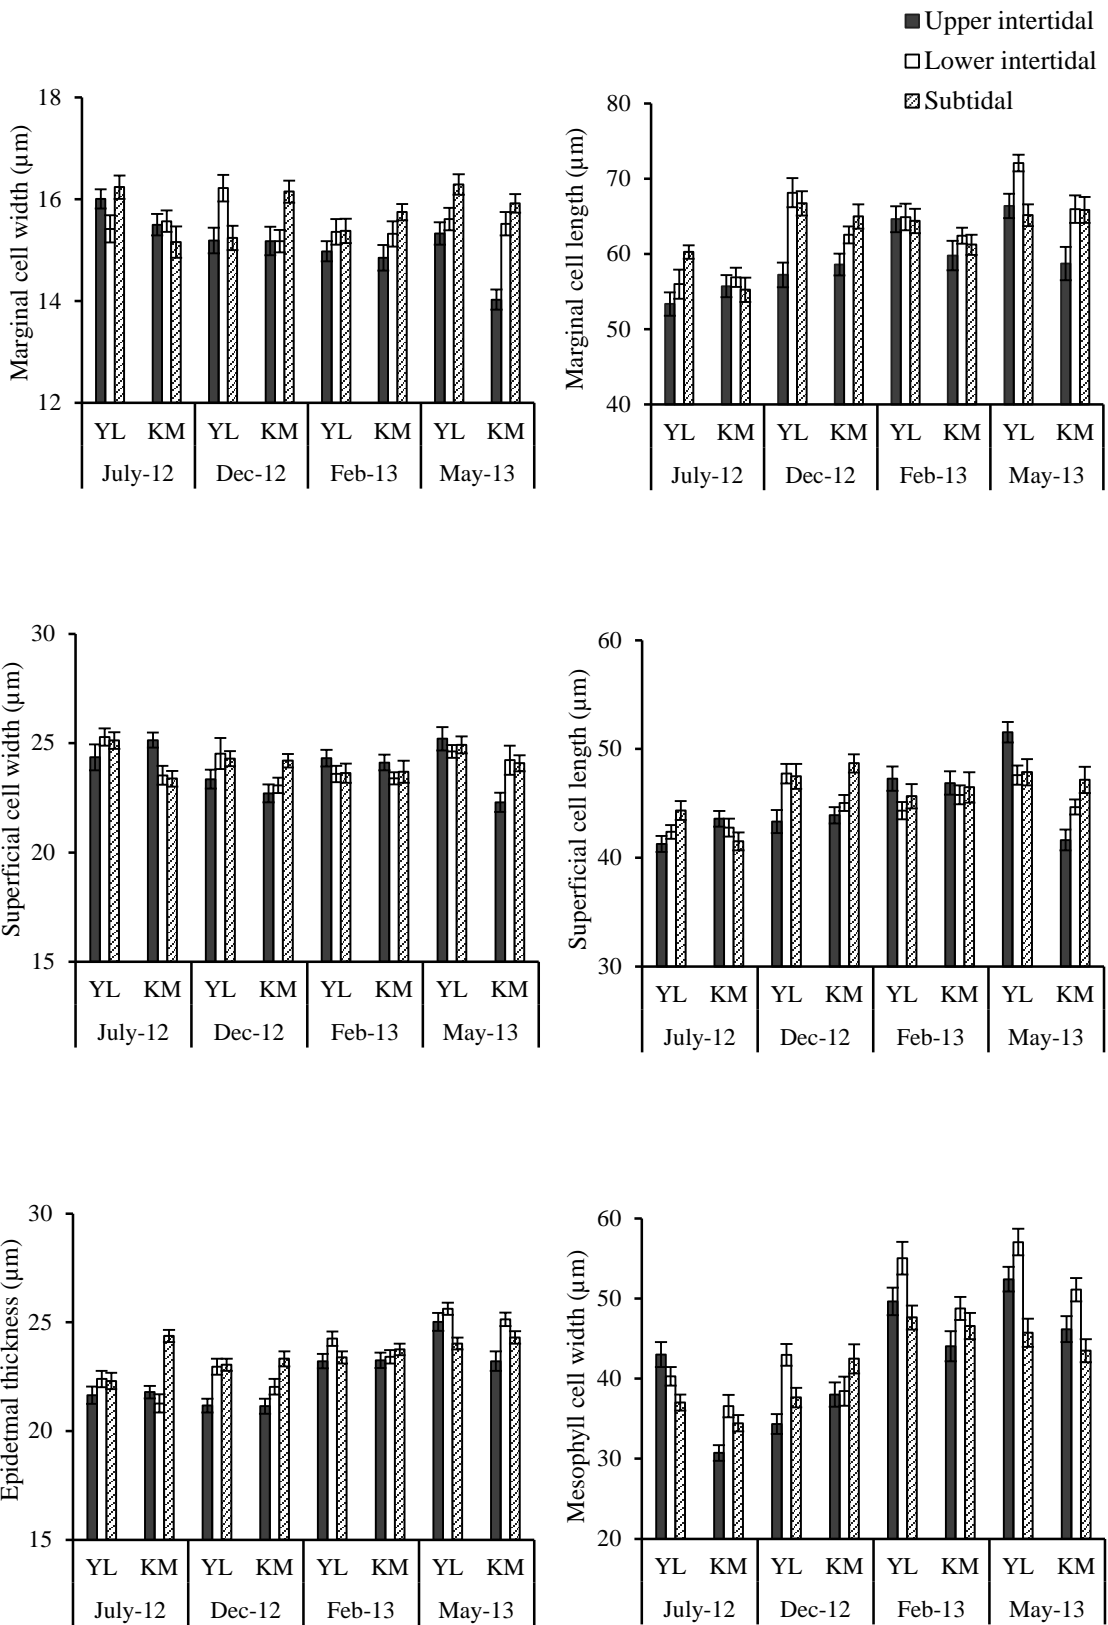 Upper intertidal
Lower intertidal
Subtidal
Marginal cell width (µm)
18
16
14
12
YL KM YL KM YL KM YL KM
July-12 Dec-12 Feb-13 May-13
Marginal cell length (µm)
80
70
60
50
40
YL KM YL KM YL KM YL KM
July-12 Dec-12 Feb-13 May-13
Superficial cell width (µm)
30
25
20
15
YL KM YL KM YL KM YL KM
July-12 Dec-12 Feb-13 May-13
Superficial cell length (µm)
60
50
40
30
YL KM YL KM YL KM YL KM
July-12 Dec-12 Feb-13 May-13
Epidetmal thickness (µm)
30
25
20
15
YL KM YL KM YL KM YL KM
July-12 Dec-12 Feb-13 May-13
Mesophyll cell width (µm)
60
50
40
30
20
YL KM YL KM YL KM YL KM
July-12 Dec-12 Feb-13 May-13